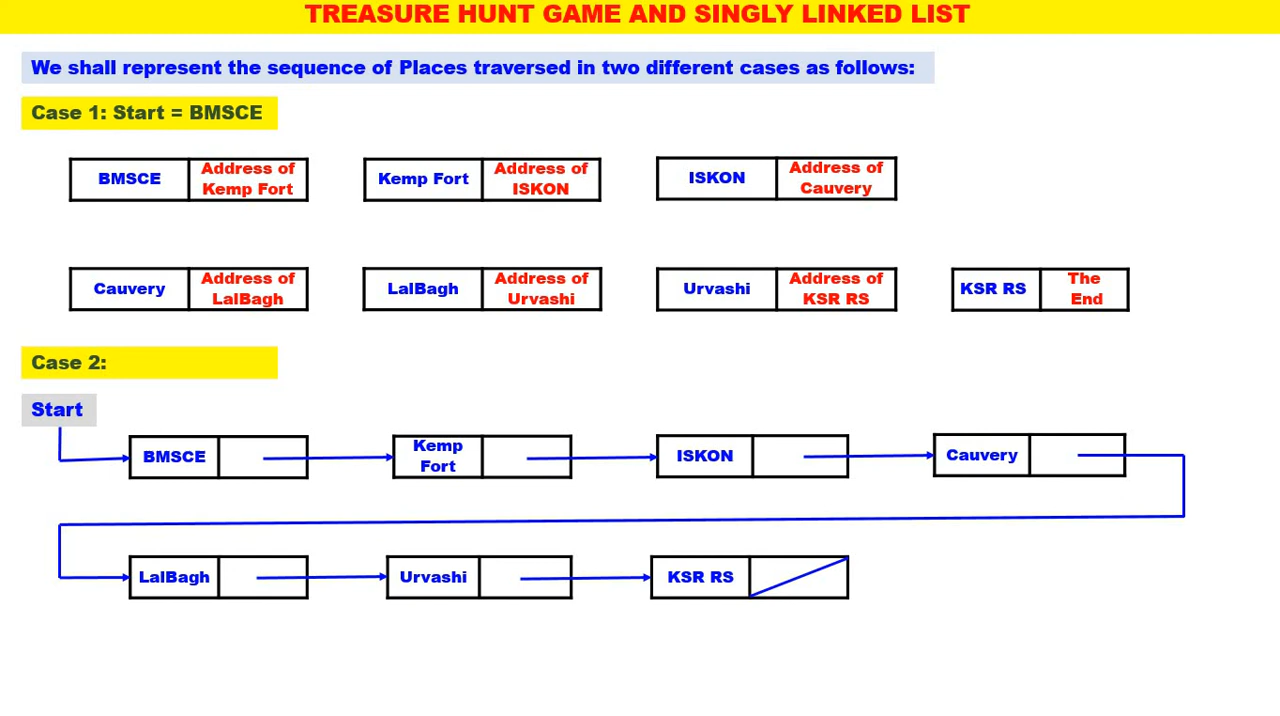 TREASURE HUNT GAME AND SINGLY LINKED LIST
We shall represent the sequence of Places traversed in two different cases as follows:
Case 1: Start = BMSCE
BMSCE
Address of
Kemp Fort
Kemp Fort
Address of
ISKON
ISKON
Address of
Cauvery
Cauvery
Address of
LalBagh
LalBagh
Address of
Urvashi
Urvashi
Address of
KSR RS
KSR RS
The
End
Case 2:
Start
BMSCE
Kemp
Fort
ISKON
Cauvery
LalBagh
Urvashi
KSR RS